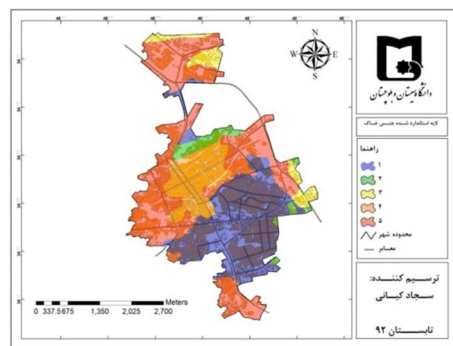 N
W E
S
دانشگاه سیستان و بلوچستان
لایه استاندارد شده جنس خاک
راهنما
۱
۲
۳
۴
۵
محدوده شهر
معابر
Meters
0 337.5675 1,350 2,025 2,700
ترسیم کننده:
سجاد کیانی
تابستان ۹۲